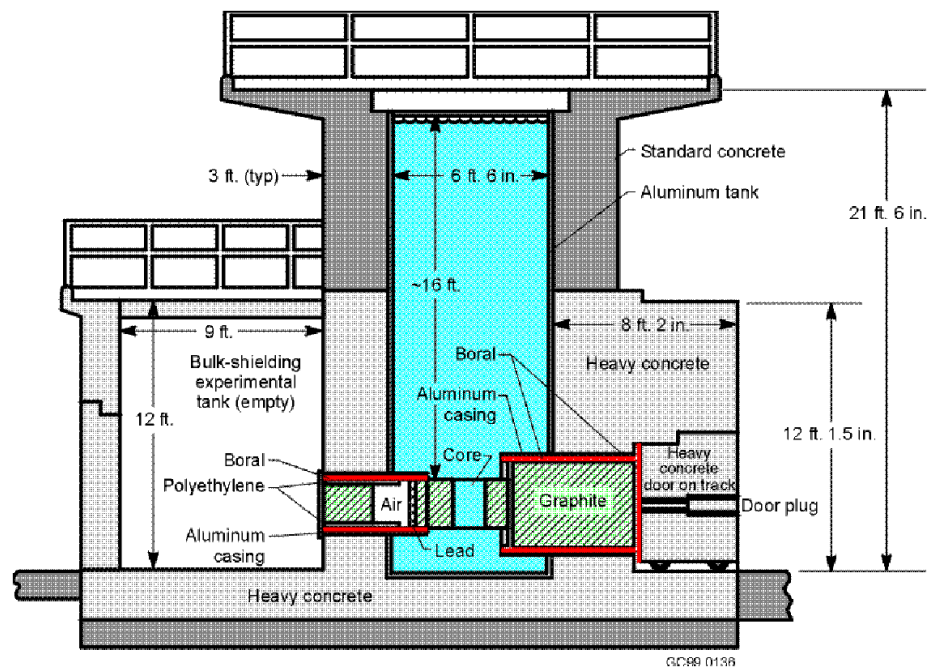 Standard concrete
3 ft. (typ)
6 ft. 6 in.
Aluminum tank
21 ft. 6 in.
~16 ft.
9 ft.
8 ft. 2 in.
Bulk-shielding
experimental
tank (empty)
Boral
Heavy concrete
Aluminum
casing
12 ft.
12 ft. 1.5 in.
Boral
Core
Heavy
concrete
door on track
Polyethylene
Air
Graphite
Door plug
Aluminum
casing
Lead
Heavy concrete
GC99 0136